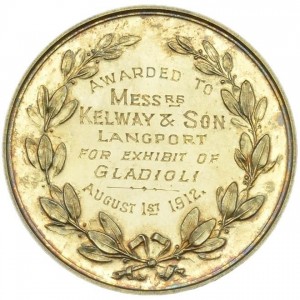 AWARDED TO
MESSRS
KELWAY & SON
LANGPORT
FOR EXHIBIT OF
GLADIOLI
AUGUST 1ST 1912.